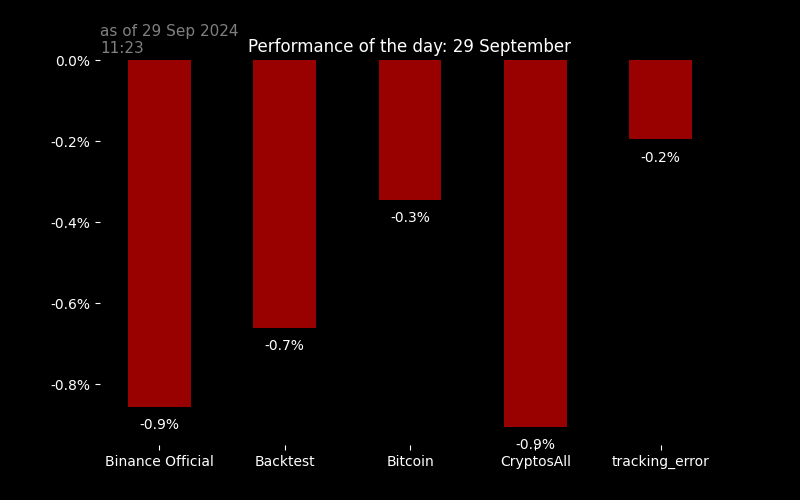 as of 29 Sep 2024
11:23
Performance of the day: 29 September
0.0%
-0.2%
-0.4%
-0.6%
-0.8%
-0.9%
-0.7%
-0.3%
-0.9%
-0.2%
Binance Official
Backtest
Bitcoin
CryptosAll
tracking_error